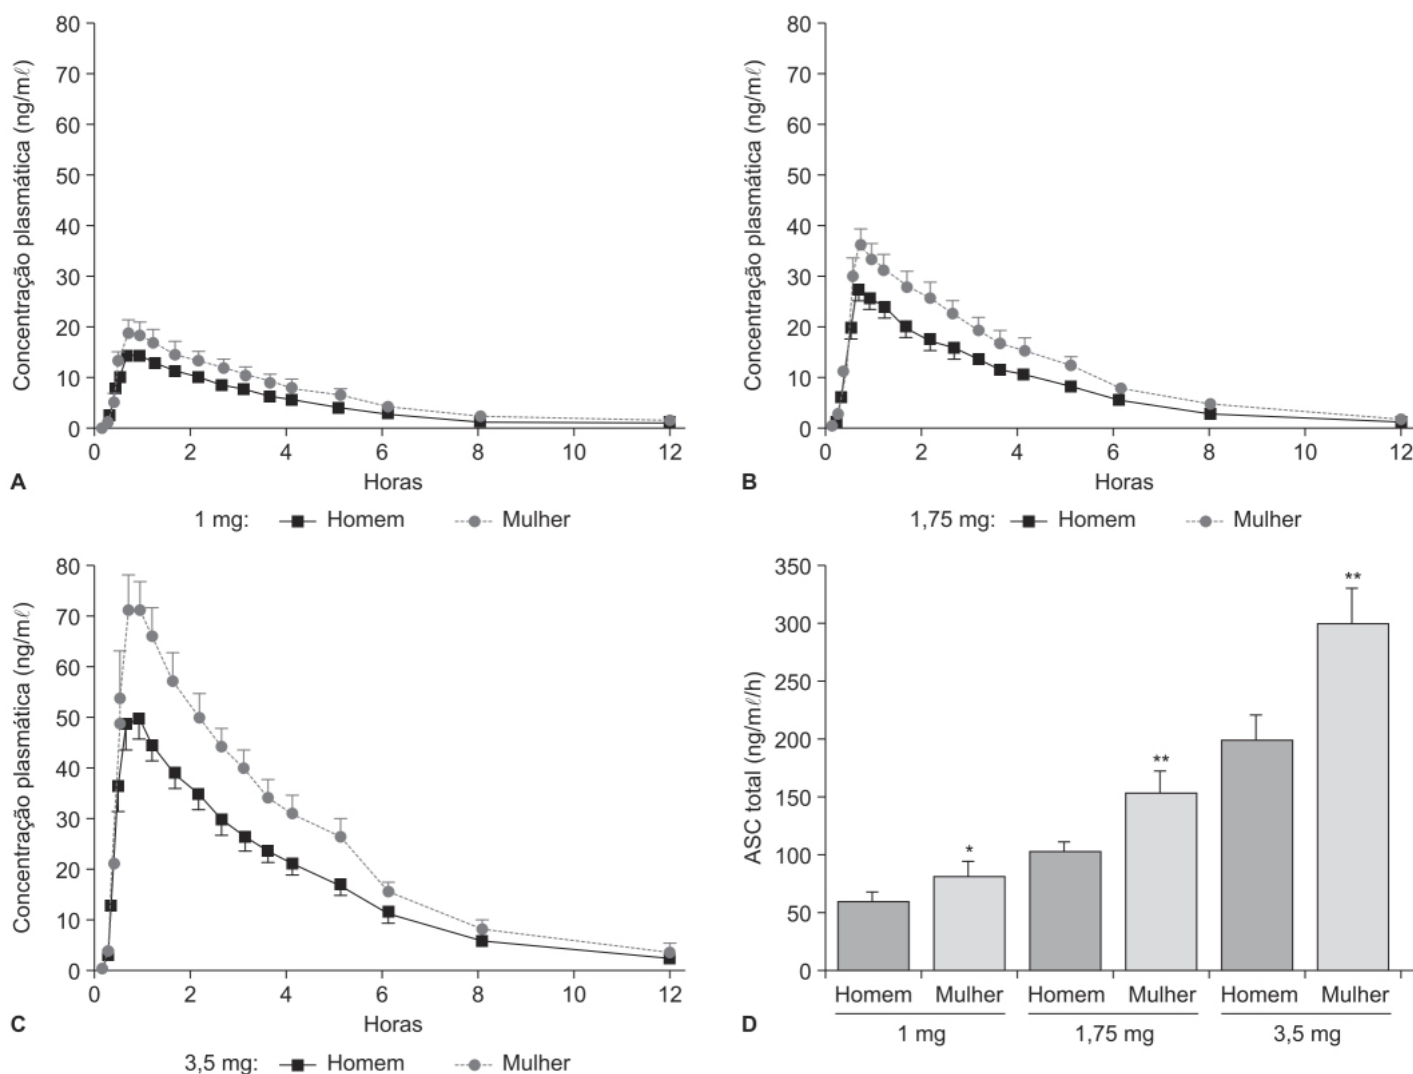 Concentração plasmática (ng/mℓ)
80
70
60
50
40
30
20
10
0
0 2 4 6 8 10 12
Horas
A
1 mg: Homem Mulher
Concentração plasmática (ng/mℓ)
80
70
60
50
40
30
20
10
0
0 2 4 6 8 10 12
Horas
B
1,75 mg: Homem Mulher
Concentração plasmática (ng/mℓ)
80
70
60
50
40
30
20
10
0
0 2 4 6 8 10 12
Horas
C
3,5 mg: Homem Mulher
ASC total (ng/mℓ/h)
350
300
250
200
150
100
50
0
*
**
**
Homem Mulher Homem Mulher Homem Mulher
1 mg 1,75 mg 3,5 mg
D